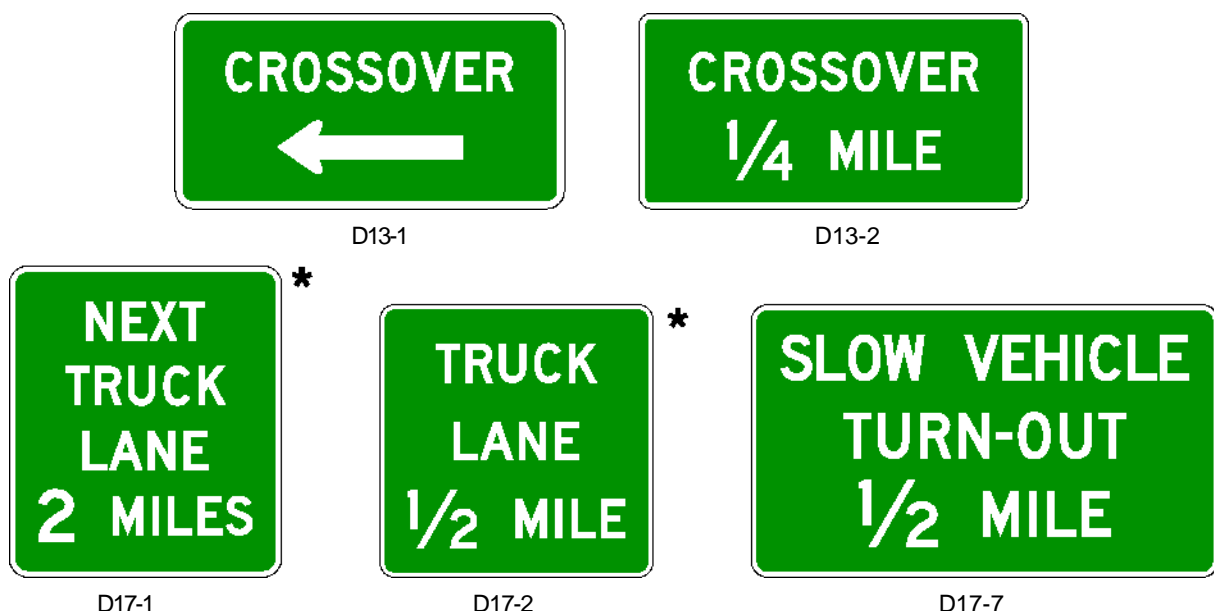 CROSSOVER
D13-1
CROSSOVER
1/4 MILE
D13-2
NEXT
TRUCK
LANE
2 MILES
*
D17-1
TRUCK
LANE
1/2 MILE
*
D17-2
SLOW VEHICLE
TURN-OUT
1/2 MILE
D17-7